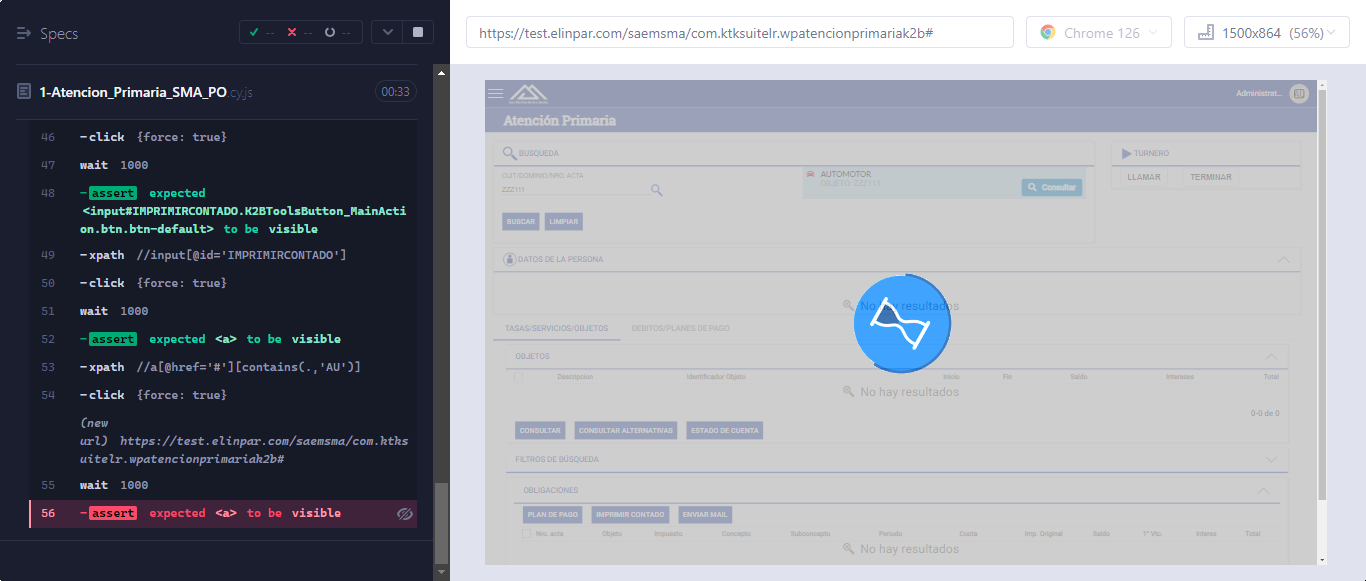 Specs
-- -- --
1-Atencion_Primaria_SMA_PO.cy.js 00:33
46 -click {force: true}
47 wait 1000
48 -assert expected
<input#IMPRIMIRCONTADO.K2BToolsButton_MainActi
on.btn.btn-default> to be visible
49 -xpath //input[@id='IMPRIMIRCONTADO']
50 -click {force: true}
51 wait 1000
52 -assert expected <a> to be visible
53 -xpath //a[@href='#'][contains(.,'AU')]
54 -click {force: true}
(new
url) https://test.elinpar.com/saemsma/com.ktks
uitelr.wpatencionprimariak2b#
55 wait 1000
56 -assert expected <a> to be visible
https://test.elinpar.com/saemsma/com.ktksuitelr.wpatencionprimariak2b#
Chrome 126
1500x864 (56%)
Administrat...
Atención Primaria
BUSQUEDA
CUIT/DOMINIO/NRO. ACTA
ZZZ111
AUTOMOTOR
OBJETO: ZZZ111
Consultar
BUSCAR LIMPIAR
TURNERO
LLAMAR TERMINAR
DATOS DE LA PERSONA
No hay resultados
TASAS/SERVICIOS/OBJETOS DEBITOS/PLANES DE PAGO
OBJETOS
Descripcion Identificador Objeto Inicio Fin Saldo Intereses Total
No hay resultados
0-0 de 0
CONSULTAR CONSULTAR ALTERNATIVAS ESTADO DE CUENTA
FILTROS DE BÚSQUEDA
OBLIGACIONES
PLAN DE PAGO IMPRIMIR CONTADO ENVIAR MAIL
Nro. acta Objeto Impuesto Concepto Subconcepto Periodo Cuota Imp. Original Saldo 1° Vto. Interes Total
No hay resultados